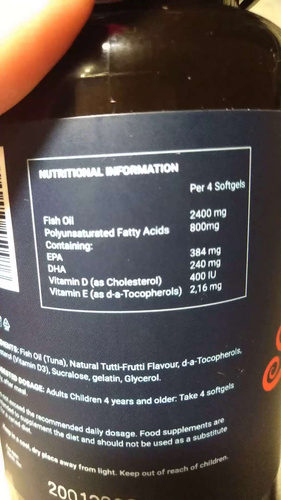 NUTRITIONAL INFORMATION
Per 4 Softgels
Fish Oil 2400 mg
Polyunsaturated Fatty Acids 800mg
Containing:
EPA 384 mg
DHA 240 mg
Vitamin D (as Cholesterol) 400 IU
Vitamin E (as d-a-Tocopherols) 2,16 mg
Fish Oil (Tuna), Natural Tutti-Frutti Flavour, d-a-Tocopherols,
(Vitamin D3), Sucralose, gelatin, Glycerol.
DOSAGE: Adults Children 4 years and older: Take 4 softgels
meal.
exceed the recommended daily dosage. Food supplements are
to supplement the diet and should not be used as a substitute
diet.
dry place away from light. Keep out of reach of children.